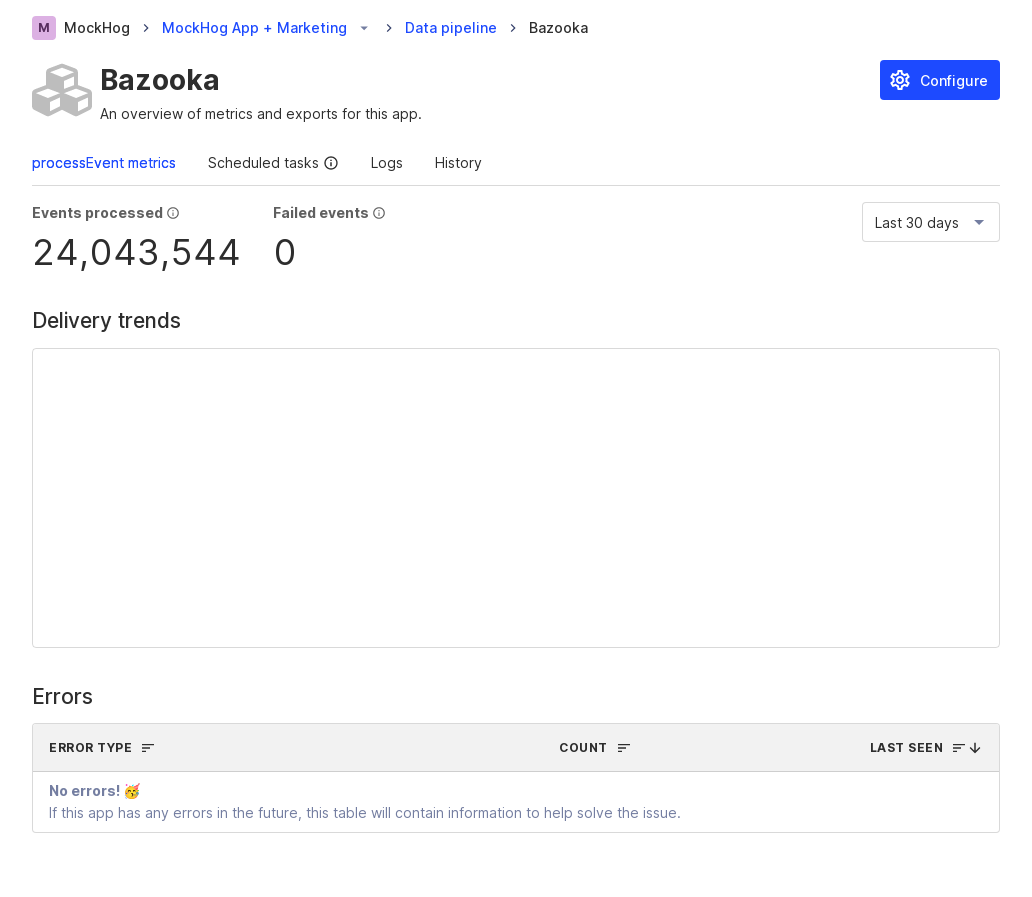 M MockHog MockHog App + Marketing Data pipeline Bazooka
Bazooka
Configure
An overview of metrics and exports for this app.
processEvent metrics Scheduled tasks Logs History
Events processed Failed events
Last 30 days
24,043,544 0
Delivery trends
Errors
ERROR TYPE COUNT LAST SEEN
No errors! 🥳
If this app has any errors in the future, this table will contain information to help solve the issue.